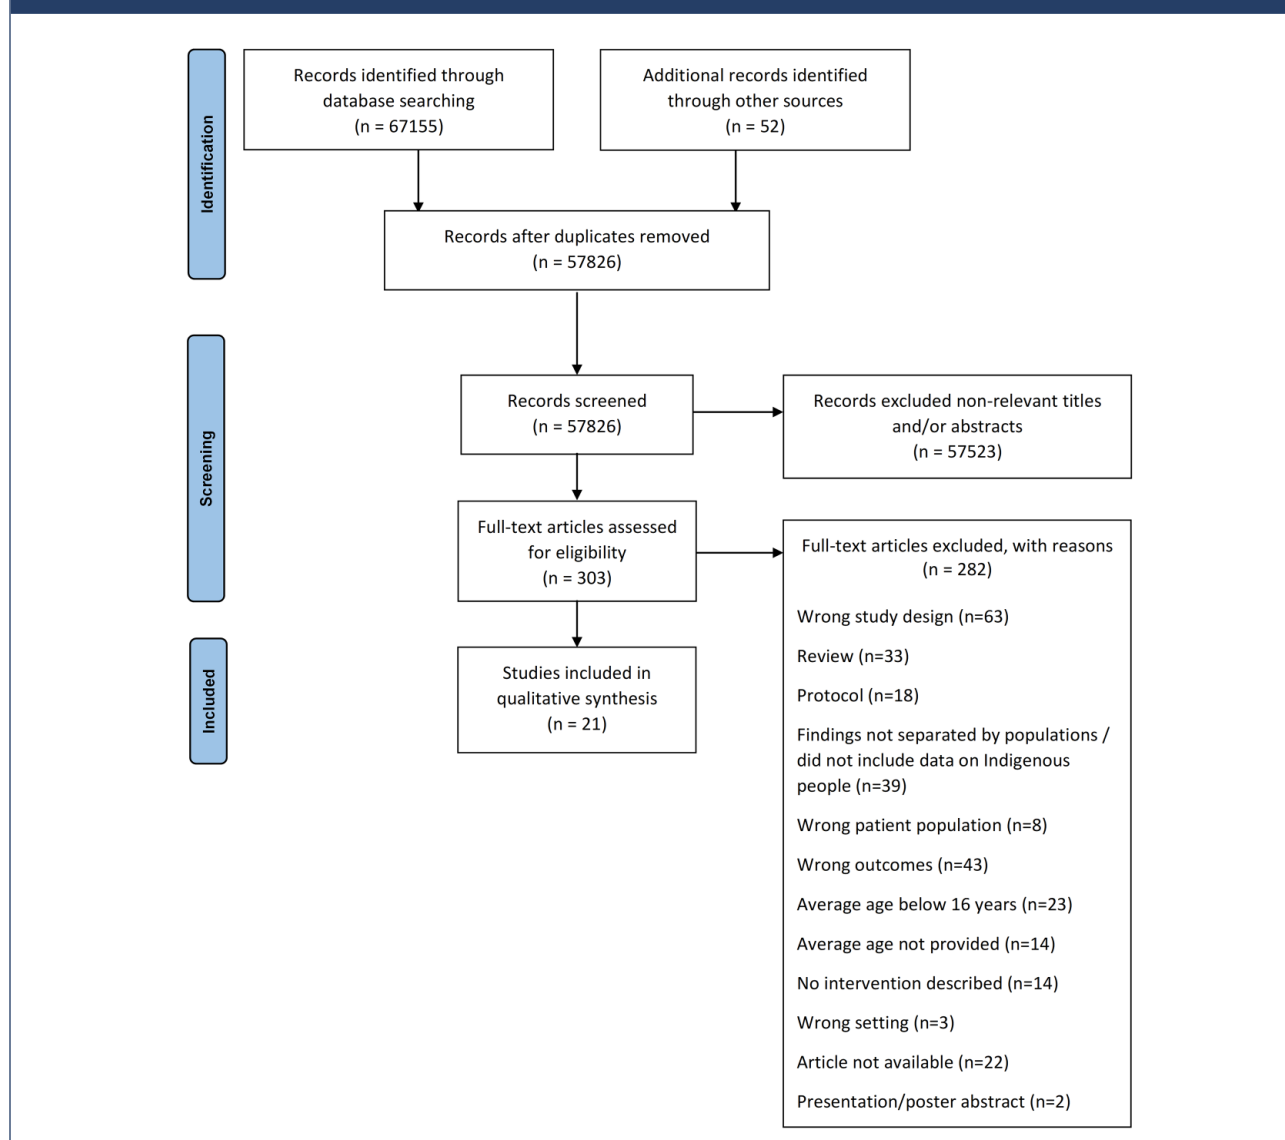 Identification
Records identified through
database searching
(n = 67155)
Additional records identified
through other sources
(n = 52)
Records after duplicates removed
(n = 57826)
Screening
Records screened
(n = 57826)
Records excluded non-relevant titles
and/or abstracts
(n = 57523)
Full-text articles assessed
for eligibility
(n = 303)
Full-text articles excluded, with reasons
(n = 282)
Wrong study design (n=63)
Review (n=33)
Protocol (n=18)
Findings not separated by populations /
did not include data on Indigenous
people (n=39)
Wrong patient population (n=8)
Wrong outcomes (n=43)
Average age below 16 years (n=23)
Average age not provided (n=14)
No intervention described (n=14)
Wrong setting (n=3)
Article not available (n=22)
Presentation/poster abstract (n=2)
Included
Studies included in
qualitative synthesis
(n = 21)